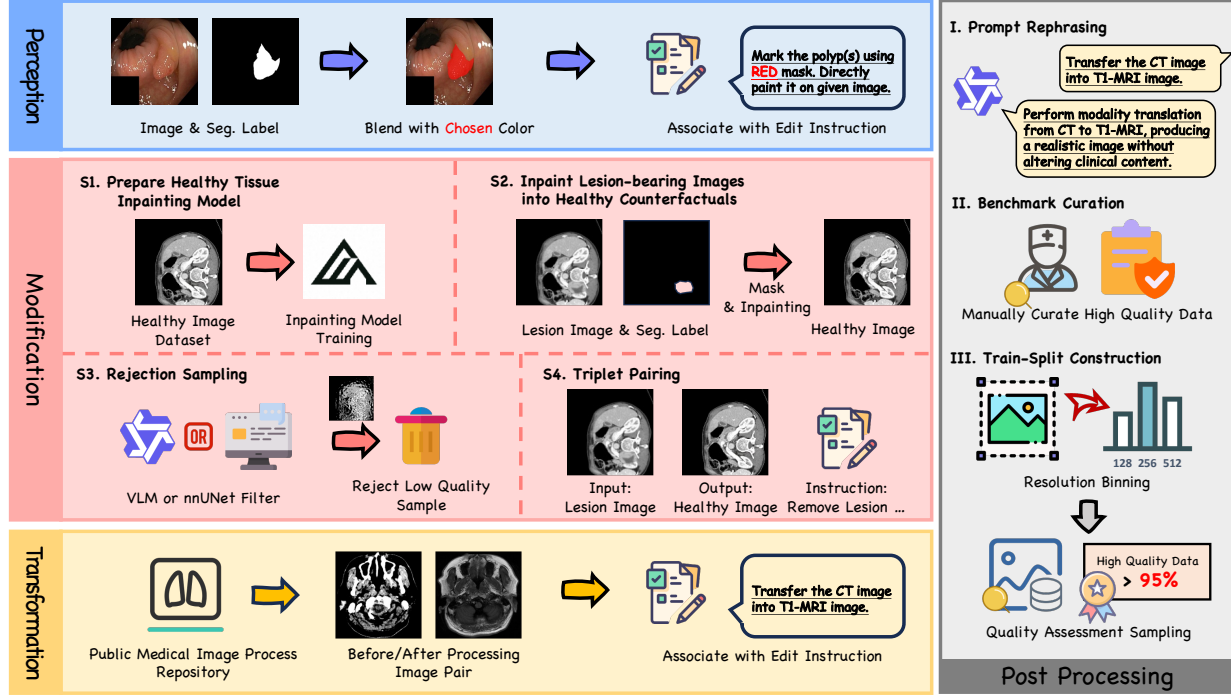 Perception
Image & Seg. Label
Blend with Chosen Color
Mark the polyp(s) using
RED mask. Directly
paint it on given image.
Associate with Edit Instruction
Modification
S1. Prepare Healthy Tissue
Inpainting Model
Healthy Image
Dataset
Inpainting Model
Training
S2. Inpaint Lesion-bearing Images
into Healthy Counterfactuals
Lesion Image & Seg. Label
Mask
& Inpainting
Healthy Image
S3. Rejection Sampling
OR
VLM or nnUNet Filter
Reject Low Quality
Sample
S4. Triplet Pairing
Input:
Lesion Image
Output:
Healthy Image
Instruction:
Remove Lesion ...
Transformation
Public Medical Image Process
Repository
Before/After Processing
Image Pair
Transfer the CT image
into T1-MRI image.
Associate with Edit Instruction
I. Prompt Rephrasing
Transfer the CT image
into T1-MRI image.
Perform modality translation
from CT to T1-MRI, producing
a realistic image without
altering clinical content.
II. Benchmark Curation
Manually Curate High Quality Data
III. Train-Split Construction
128 256 512
Resolution Binning
High Quality Data
> 95%
Quality Assessment Sampling
Post Processing